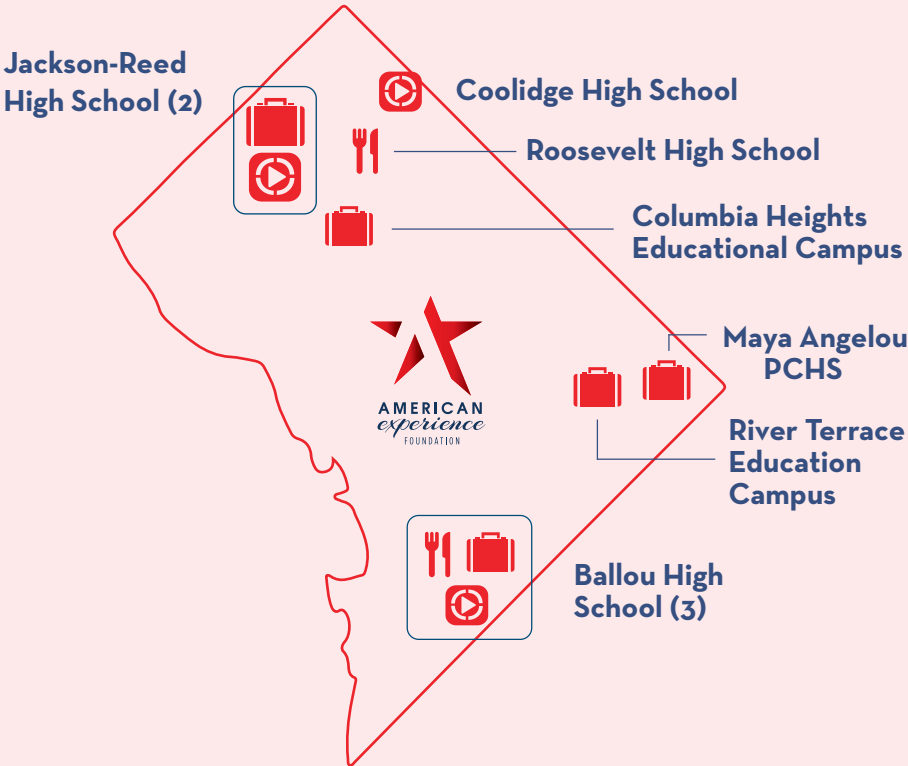 Jackson-Reed
High School (2)
Coolidge High School
Roosevelt High School
Columbia Heights
Educational Campus
AMERICAN
experience
FOUNDATION
Maya Angelou
PCHS
River Terrace
Education
Campus
Ballou High
School (3)